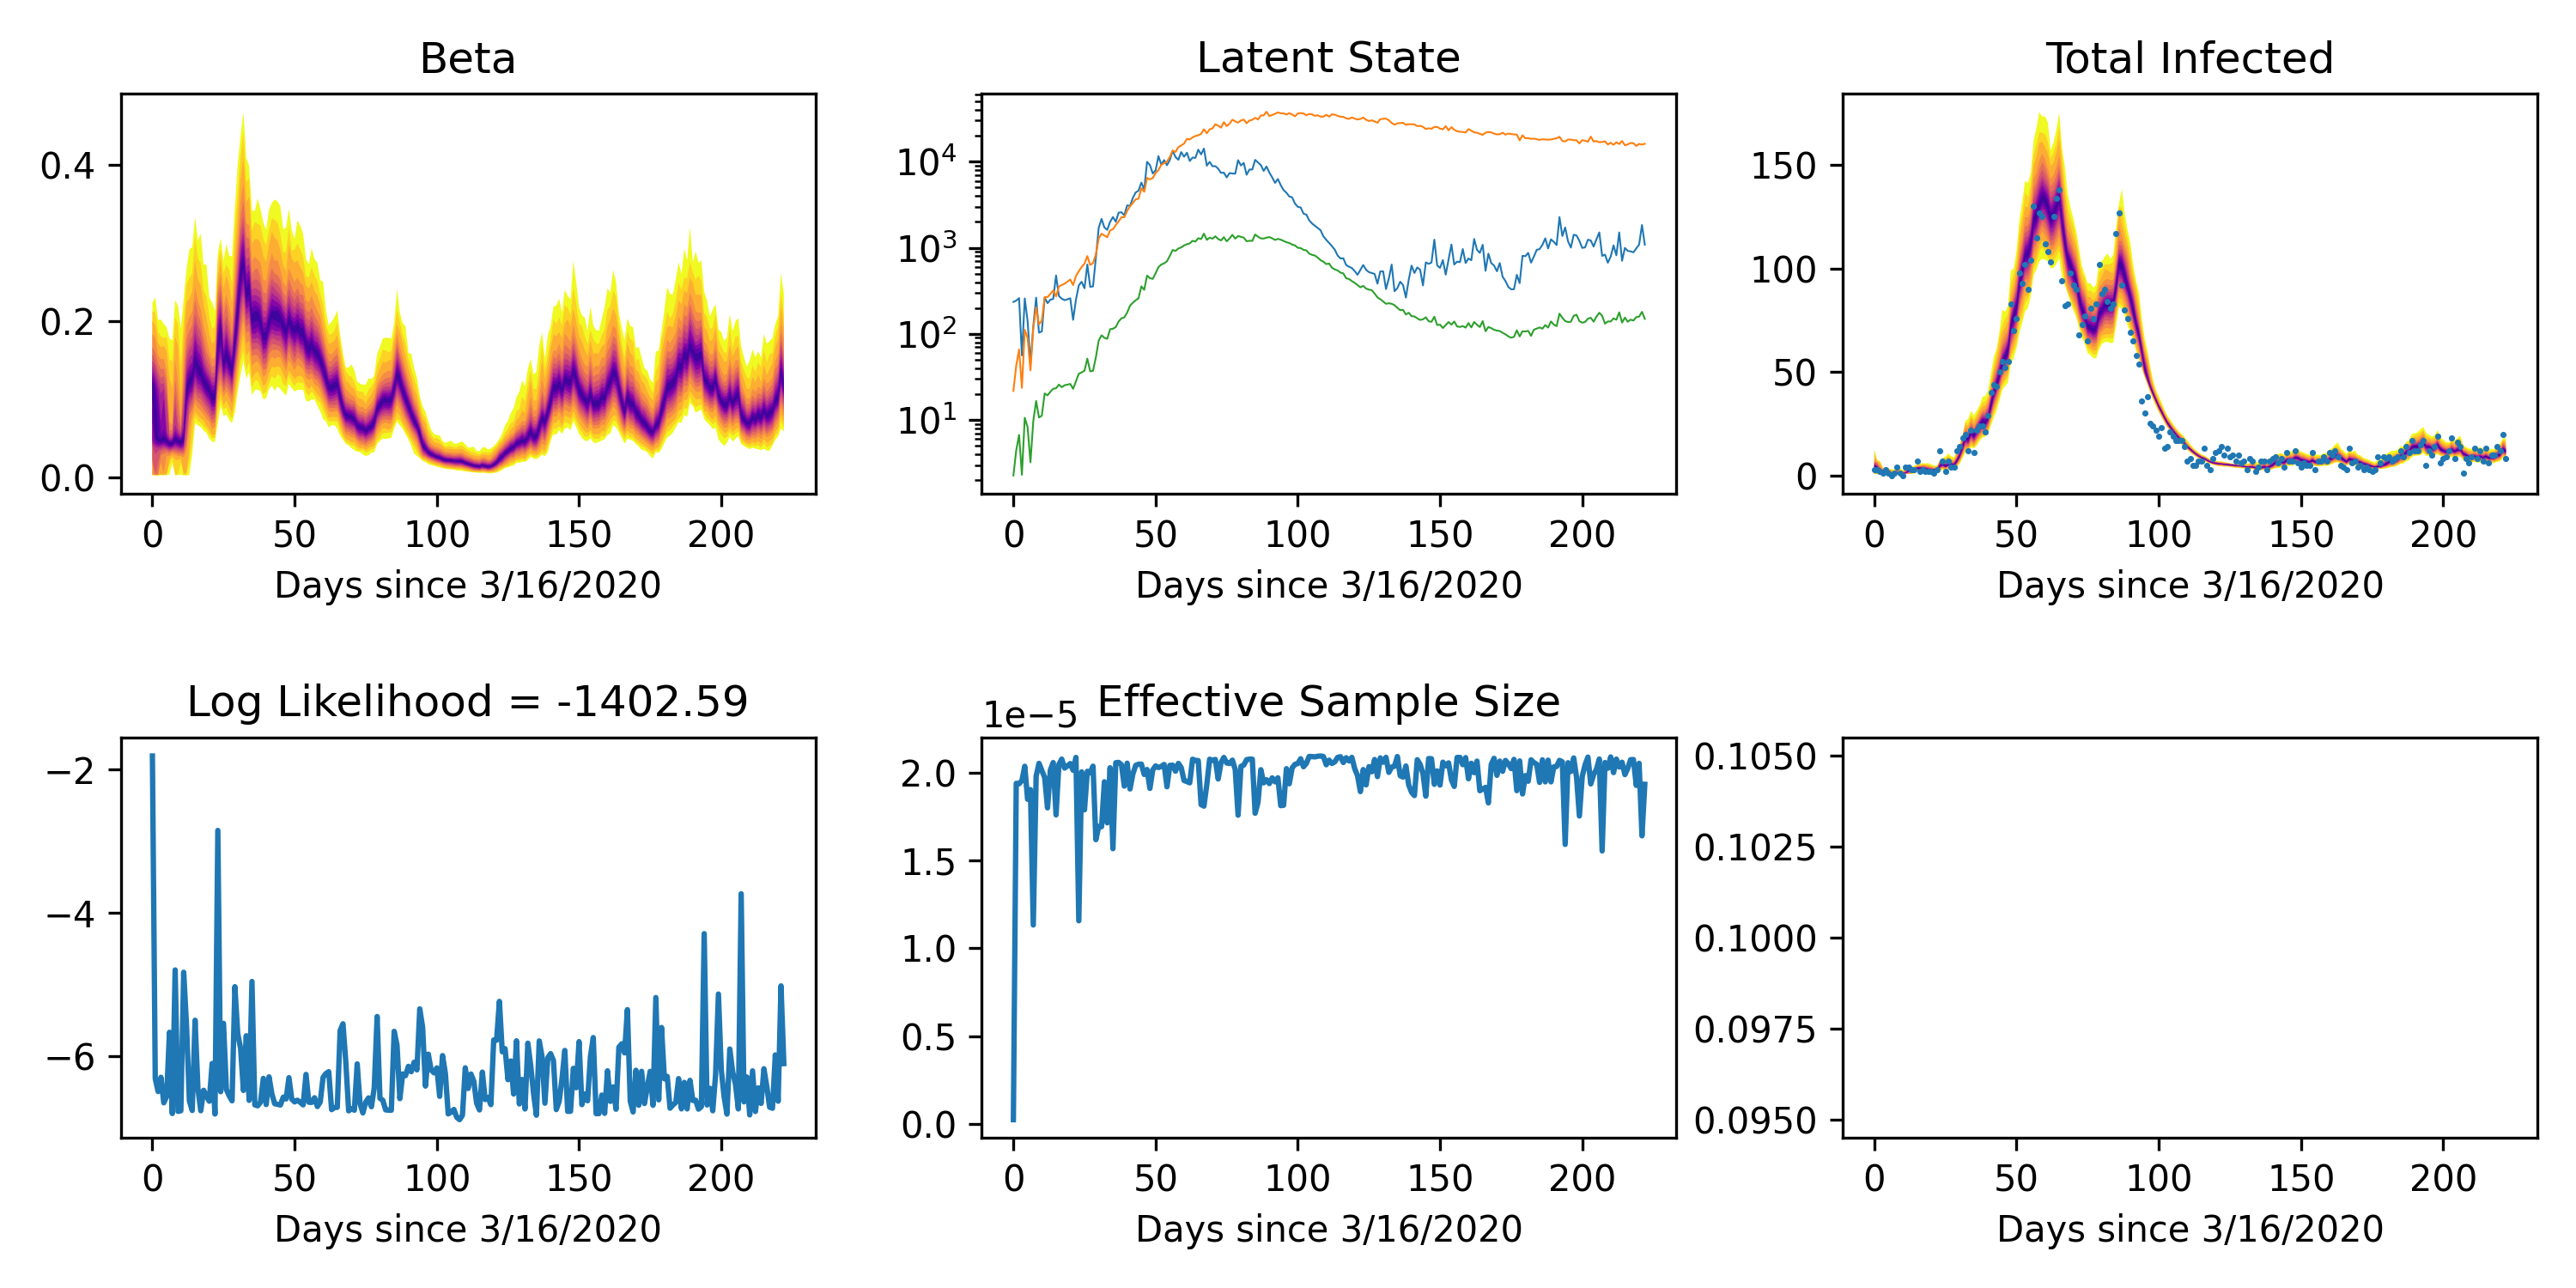 Beta
0.4
0.2
0.0
0 50 100 150 200
Days since 3/16/2020
Latent State
10^4
10^3
10^2
10^1
0 50 100 150 200
Days since 3/16/2020
Total Infected
150
100
50
0
0 50 100 150 200
Days since 3/16/2020
Log Likelihood = -1402.59
−2
−4
−6
0 50 100 150 200
Days since 3/16/2020
Effective Sample Size
1e−5
2.0
1.5
1.0
0.5
0.0
0 50 100 150 200
Days since 3/16/2020
0.1050
0.1025
0.1000
0.0975
0.0950
0 50 100 150 200
Days since 3/16/2020